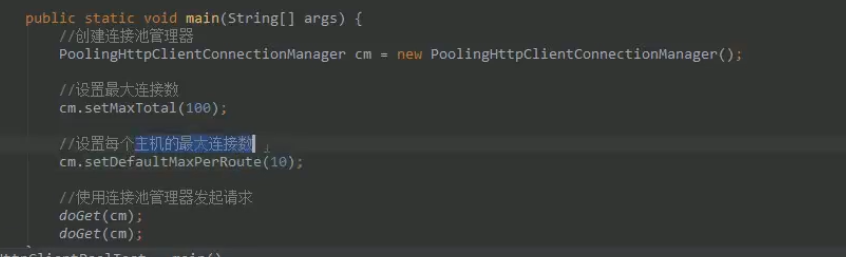 public static void main(String[] args) {
//创建连接池管理器
PoolingHttpClientConnectionManager cm = new PoolingHttpClientConnectionManager();
//设置最大连接数
cm.setMaxTotal(100);
//设置每个主机的最大连接数
cm.setDefaultMaxPerRoute(10);
//使用连接池管理器发起请求
doGet(cm);
doGet(cm);